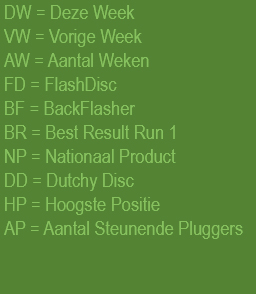 DW = Deze Week
VW = Vorige Week
AW = Aantal Weken
FD = FlashDisc
BF = BackFlasher
BR = Best Result Run 1
NP = Nationaal Product
DD = Dutchy Disc
HP = Hoogste Positie
AP = Aantal Steunende Pluggers